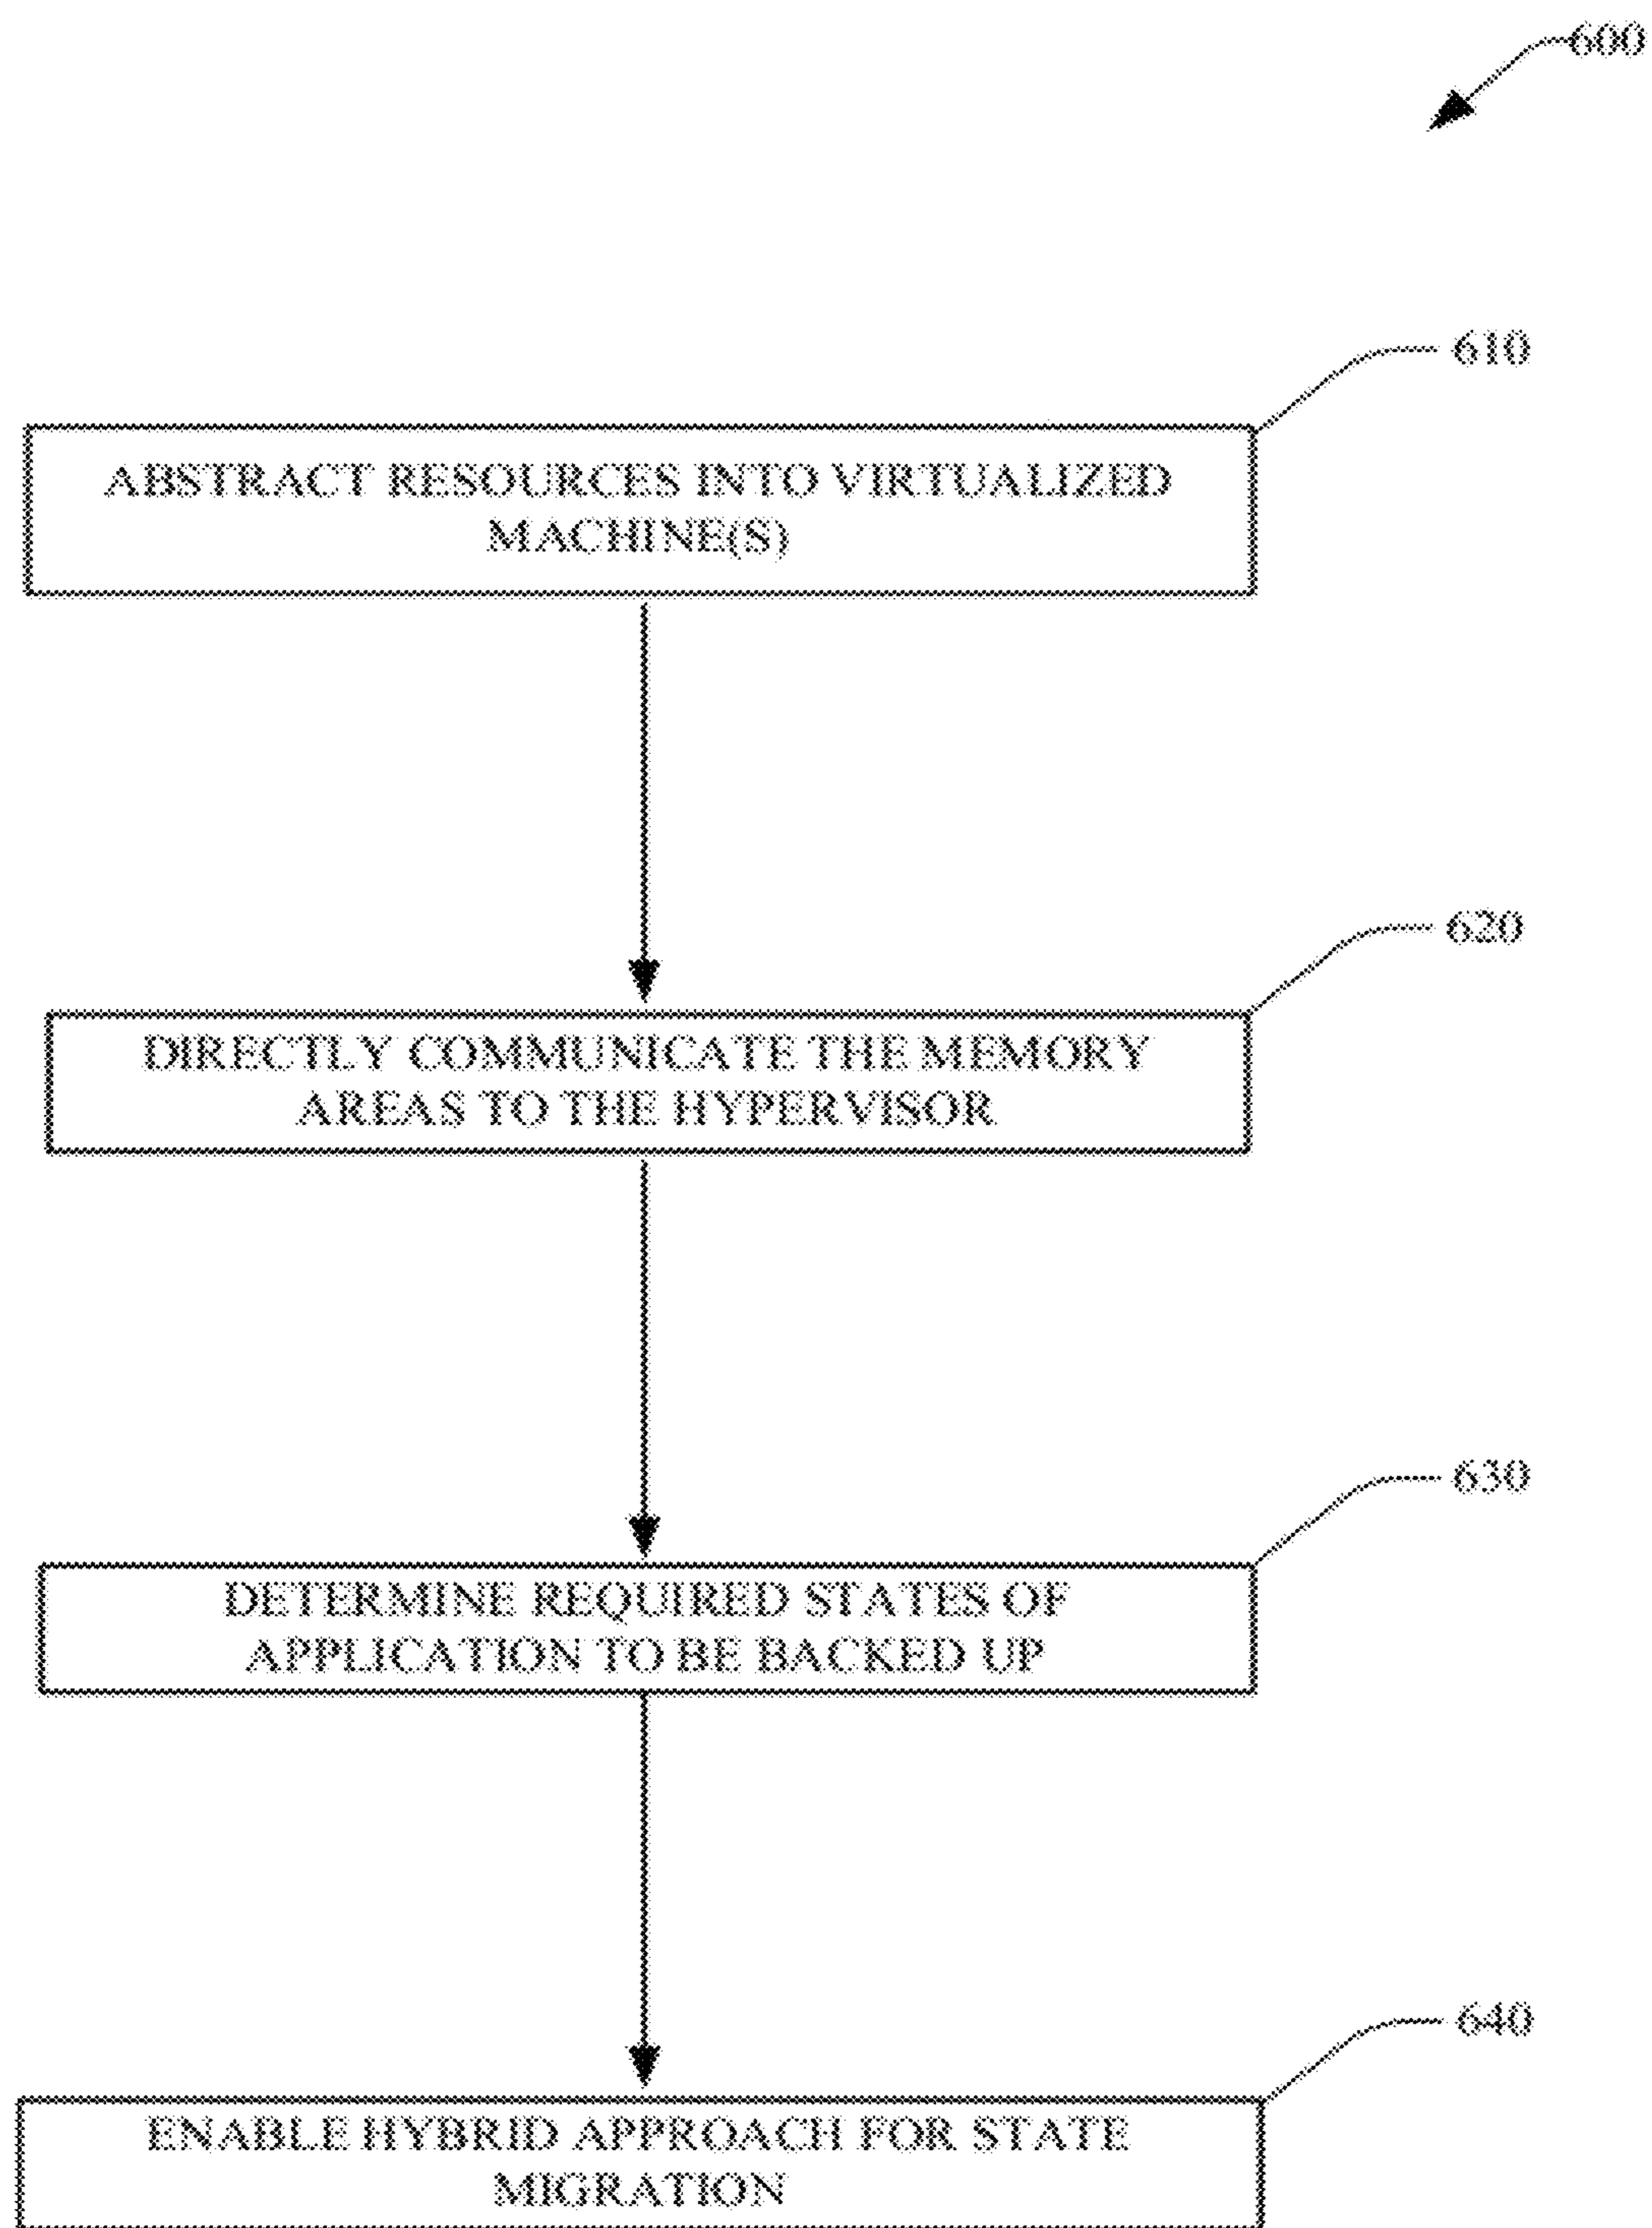 600
610
ABSTRACT RESOURCES INTO VIRTUALIZED
MACHINE(S)
620
DIRECTLY COMMUNICATE THE MEMORY
AREAS TO THE HYPERVISOR
630
DETERMINE REQUIRED STATES OF
APPLICATION TO BE BACKED UP
640
ENABLE HYBRID APPROACH FOR STATE
MIGRATION